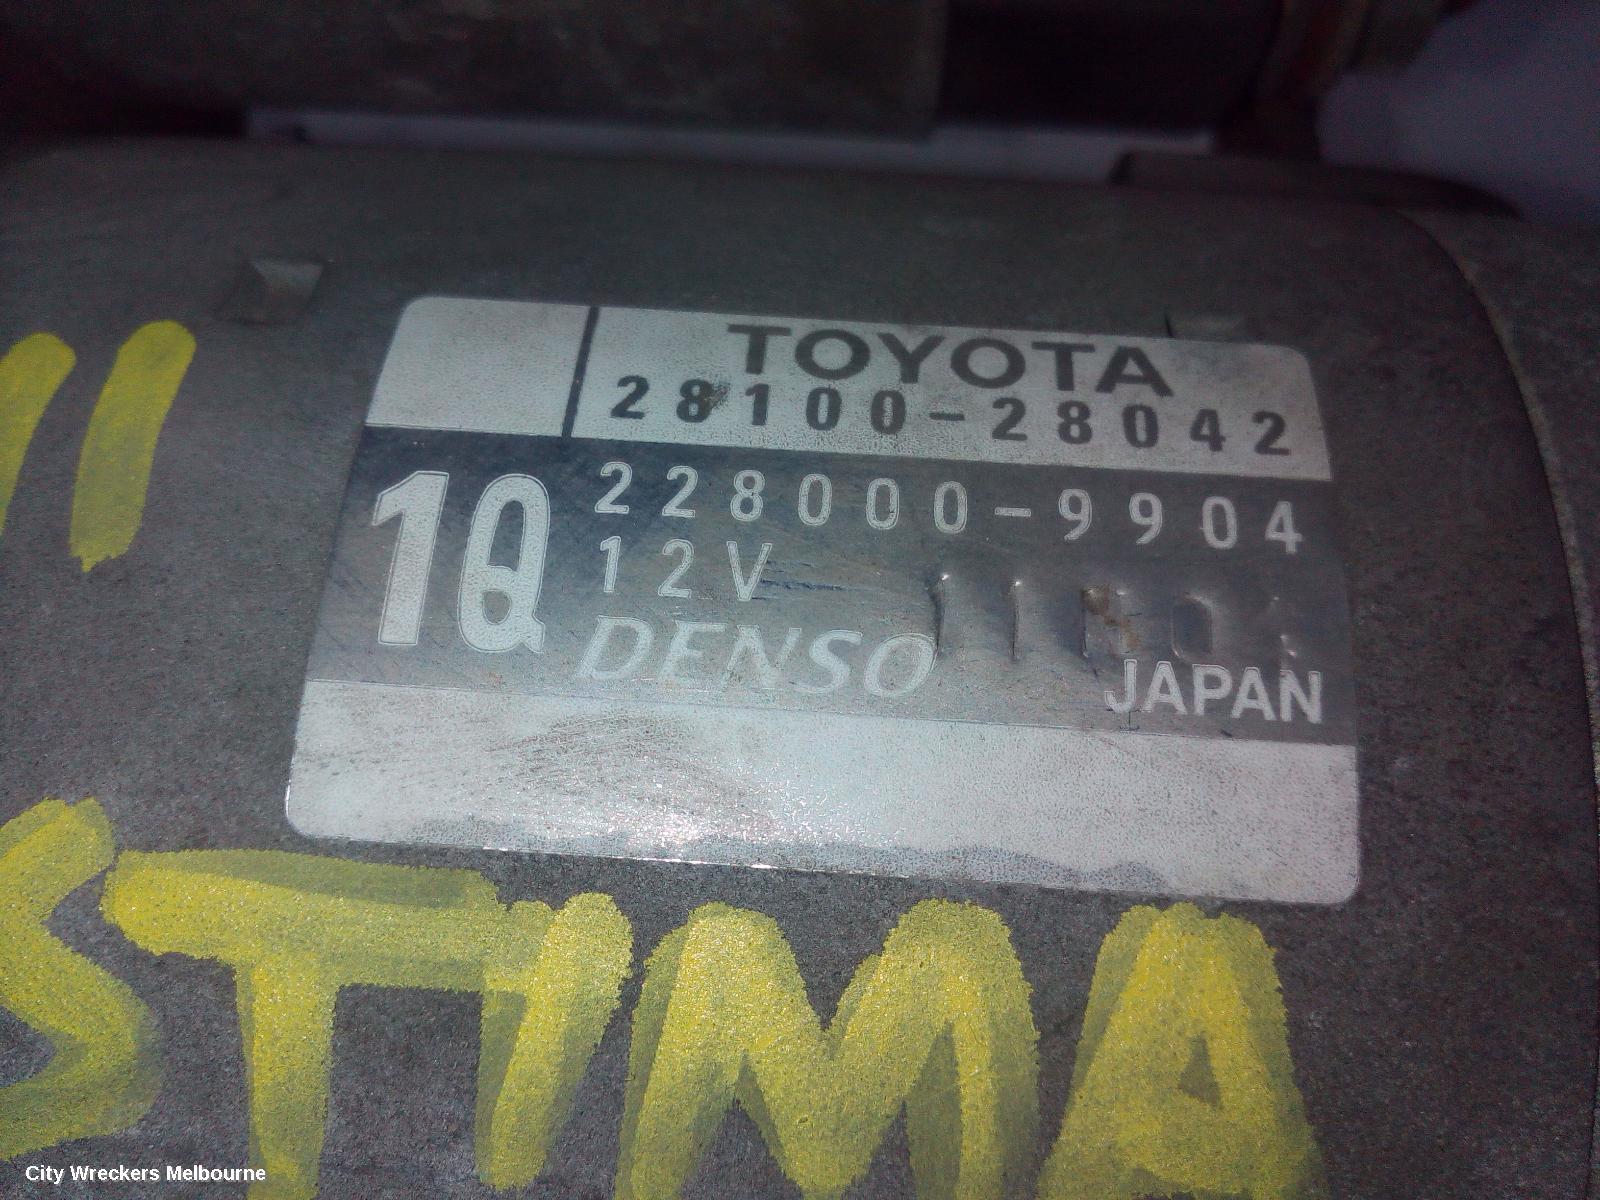 TOYOTA
28100-28042
1Q
228000-9904
12V
DENSO
JAPAN
STIMA
City Wreckers Melbourne